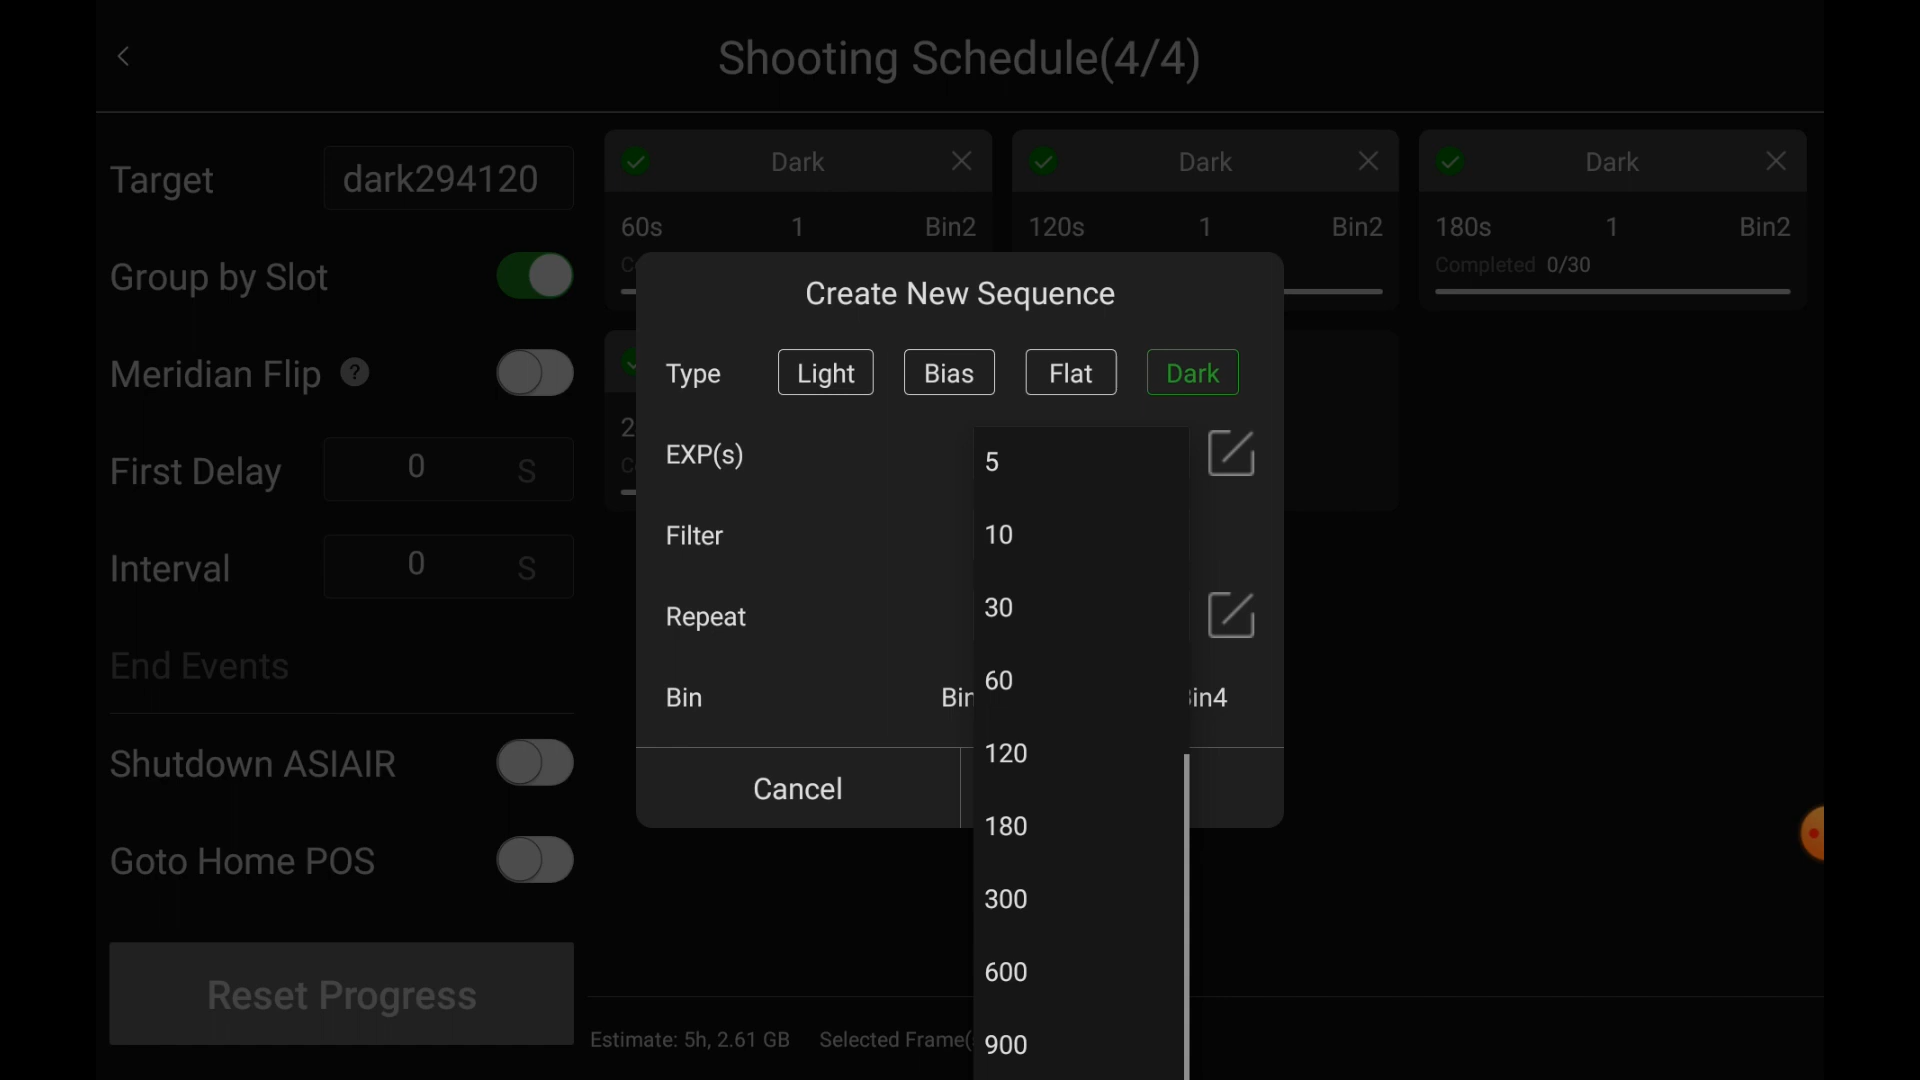 Shooting Schedule(4/4)
Target dark294120
Group by Slot
Meridian Flip ?
First Delay 0 S
Interval 0 S
End Events
Shutdown ASIAIR
Goto Home POS
Reset Progress
Dark
60s 1 Bin2
Dark
120s 1 Bin2
Dark
180s 1 Bin2
Completed 0/30
Create New Sequence
Type Light Bias Flat Dark
EXP(s)
Filter
Repeat
Bin
Cancel
5
10
30
60
120
180
300
600
900
Estimate: 5h, 2.61 GB Selected Frame(